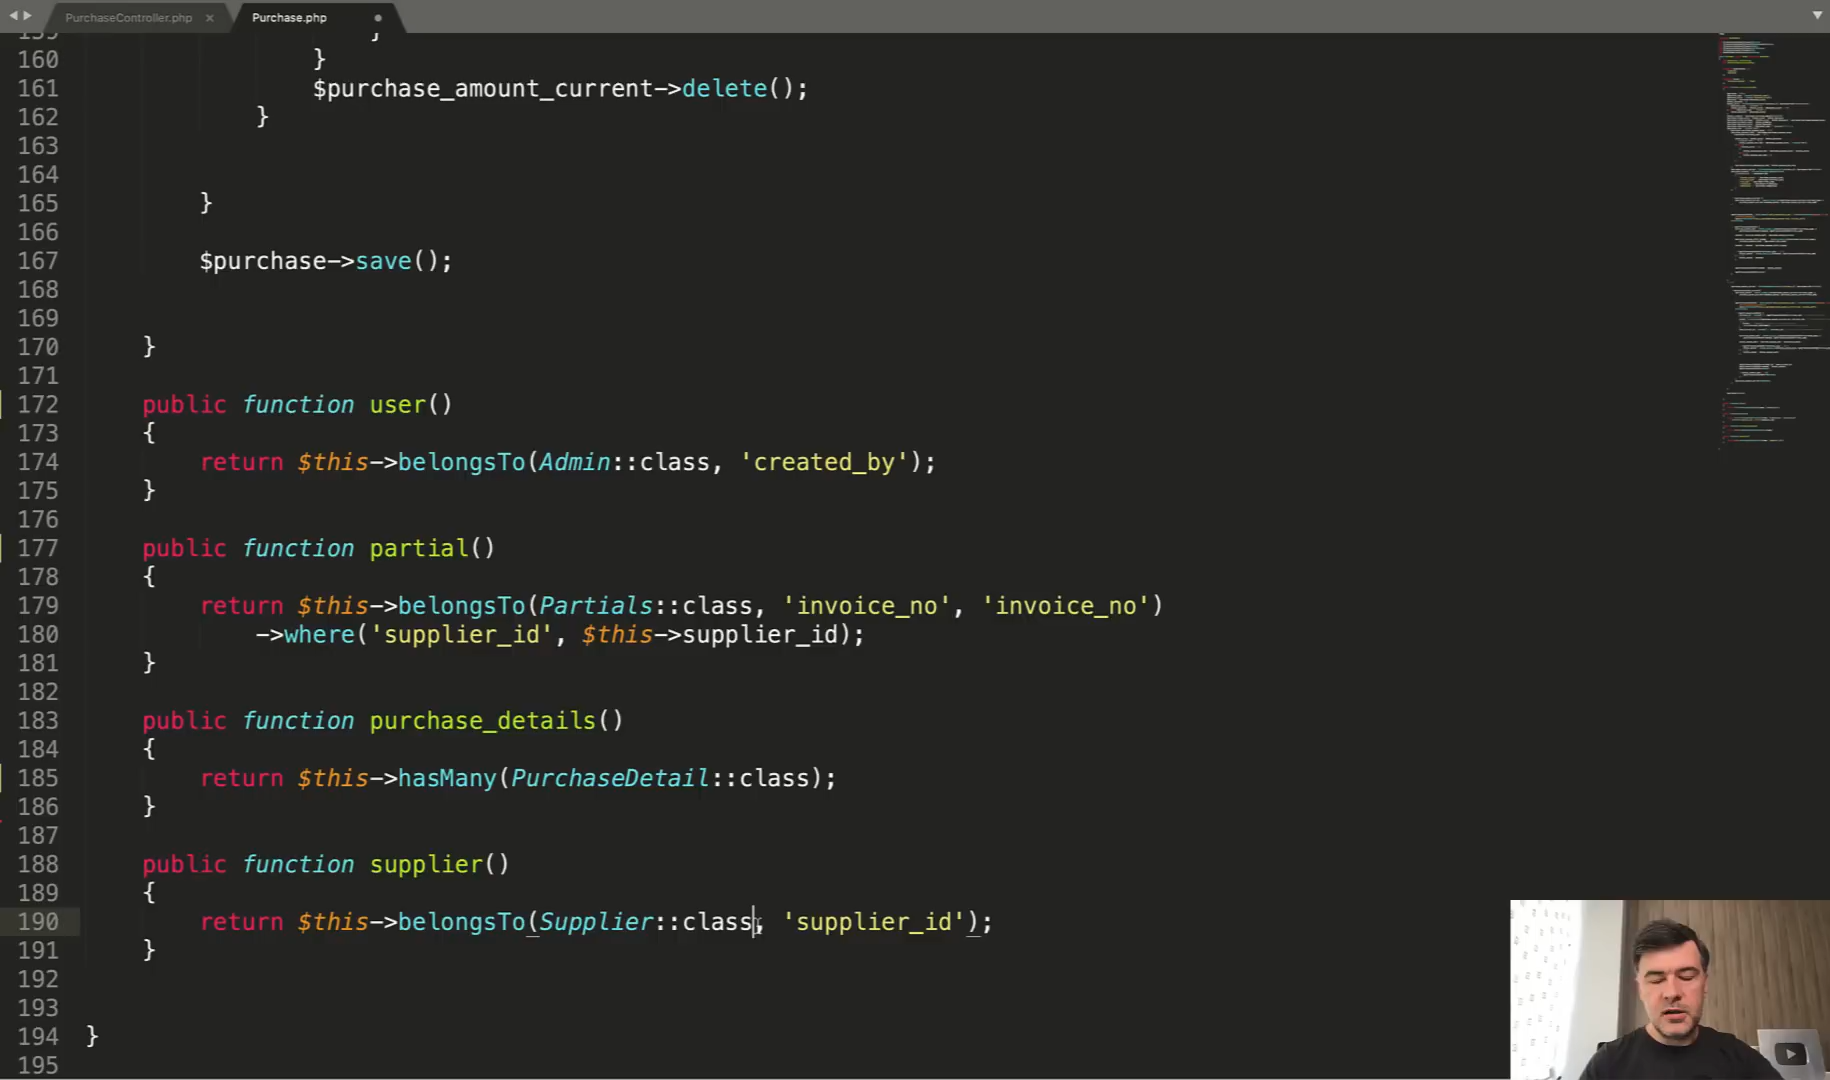 PurchaseController.php ×
Purchase.php
160 }
161 $purchase_amount_current->delete();
162 }
163
164
165 }
166
167 $purchase->save();
168
169
170 }
171
172 public function user()
173 {
174 return $this->belongsTo(Admin::class, 'created_by');
175 }
176
177 public function partial()
178 {
179 return $this->belongsTo(Partials::class, 'invoice_no', 'invoice_no')
180 ->where('supplier_id', $this->supplier_id);
181 }
182
183 public function purchase_details()
184 {
185 return $this->hasMany(PurchaseDetail::class);
186 }
187
188 public function supplier()
189 {
190 return $this->belongsTo(Supplier::class, 'supplier_id');
191 }
192
193
194 }
195